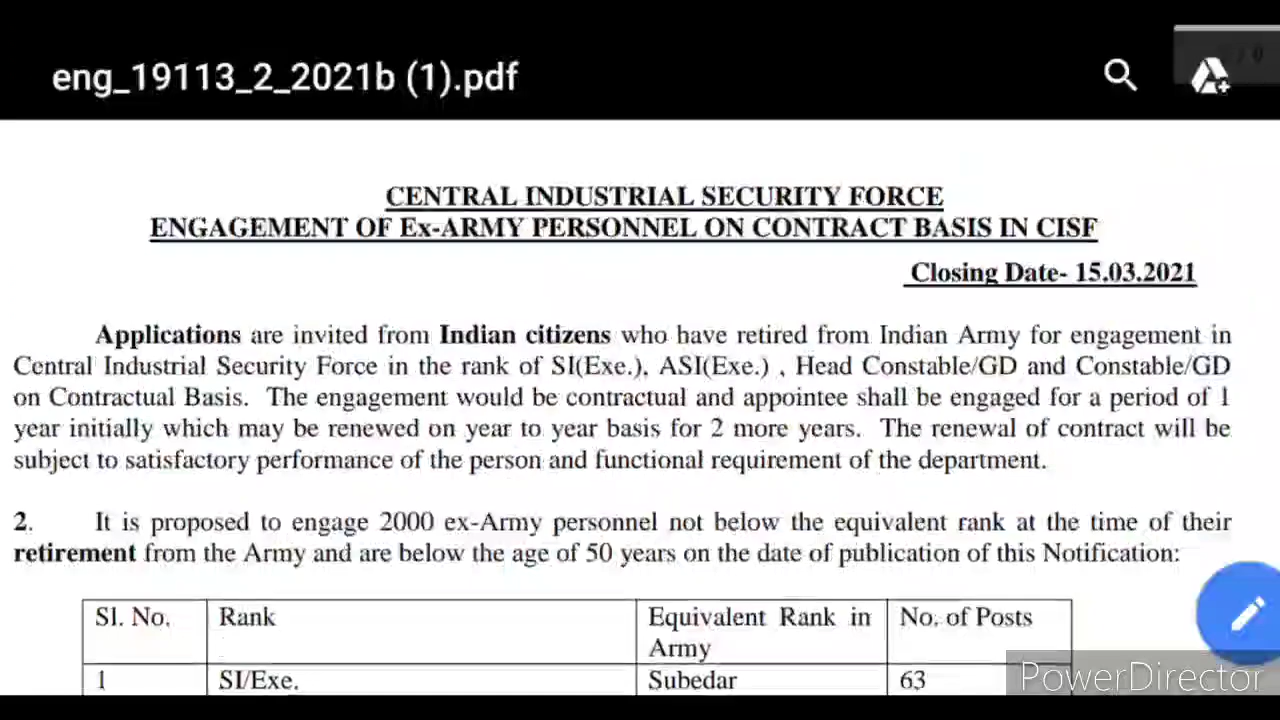 eng_19113_2_2021b (1).pdf
CENTRAL INDUSTRIAL SECURITY FORCE
ENGAGEMENT OF Ex-ARMY PERSONNEL ON CONTRACT BASIS IN CISF
Closing Date- 15.03.2021
Applications are invited from Indian citizens who have retired from Indian Army for engagement in
Central Industrial Security Force in the rank of SI(Exe.), ASI(Exe.) , Head Constable/GD and Constable/GD
on Contractual Basis. The engagement would be contractual and appointee shall be engaged for a period of 1
year initially which may be renewed on year to year basis for 2 more years. The renewal of contract will be
subject to satisfactory performance of the person and functional requirement of the department.
2. It is proposed to engage 2000 ex-Army personnel not below the equivalent rank at the time of their
retirement from the Army and are below the age of 50 years on the date of publication of this Notification:
Sl. No. Rank Equivalent Rank in No. of Posts
Army
1 SI/Exe. Subedar 63
PowerDirector